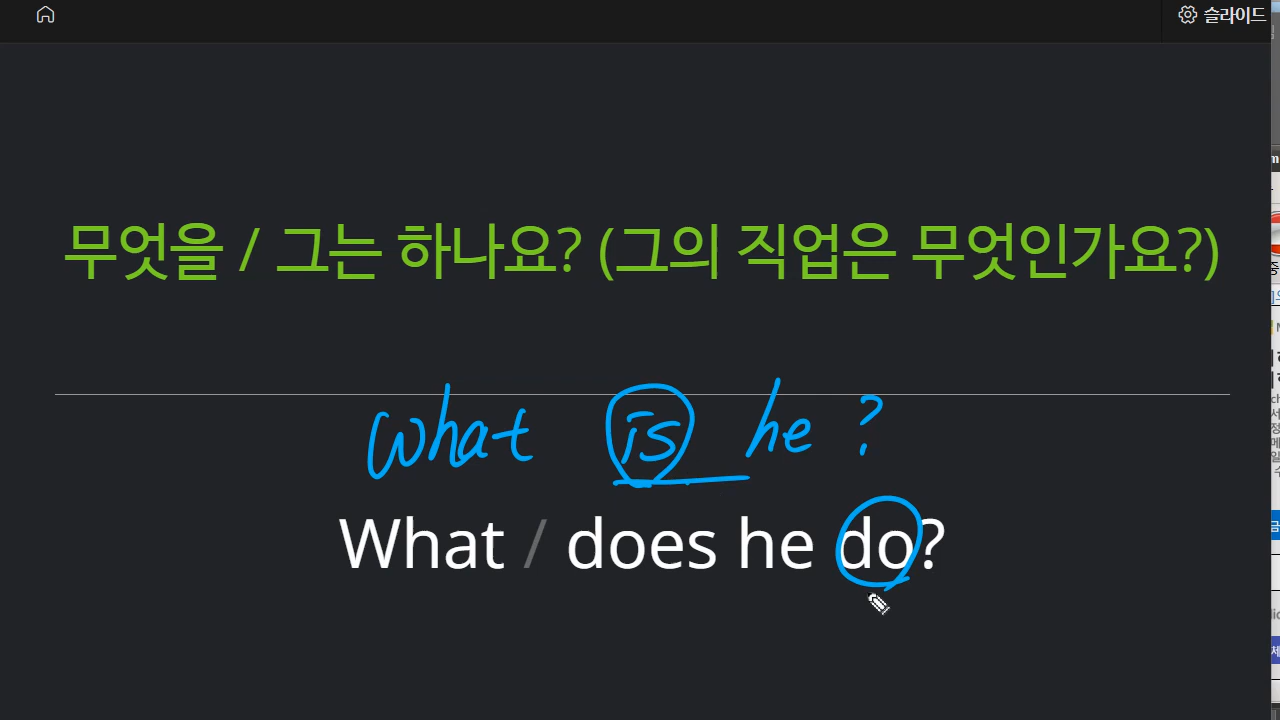 슬라이드
무엇을 / 그는 하나요? (그의 직업은 무엇인가요?)
what is he ?
What / does he do?